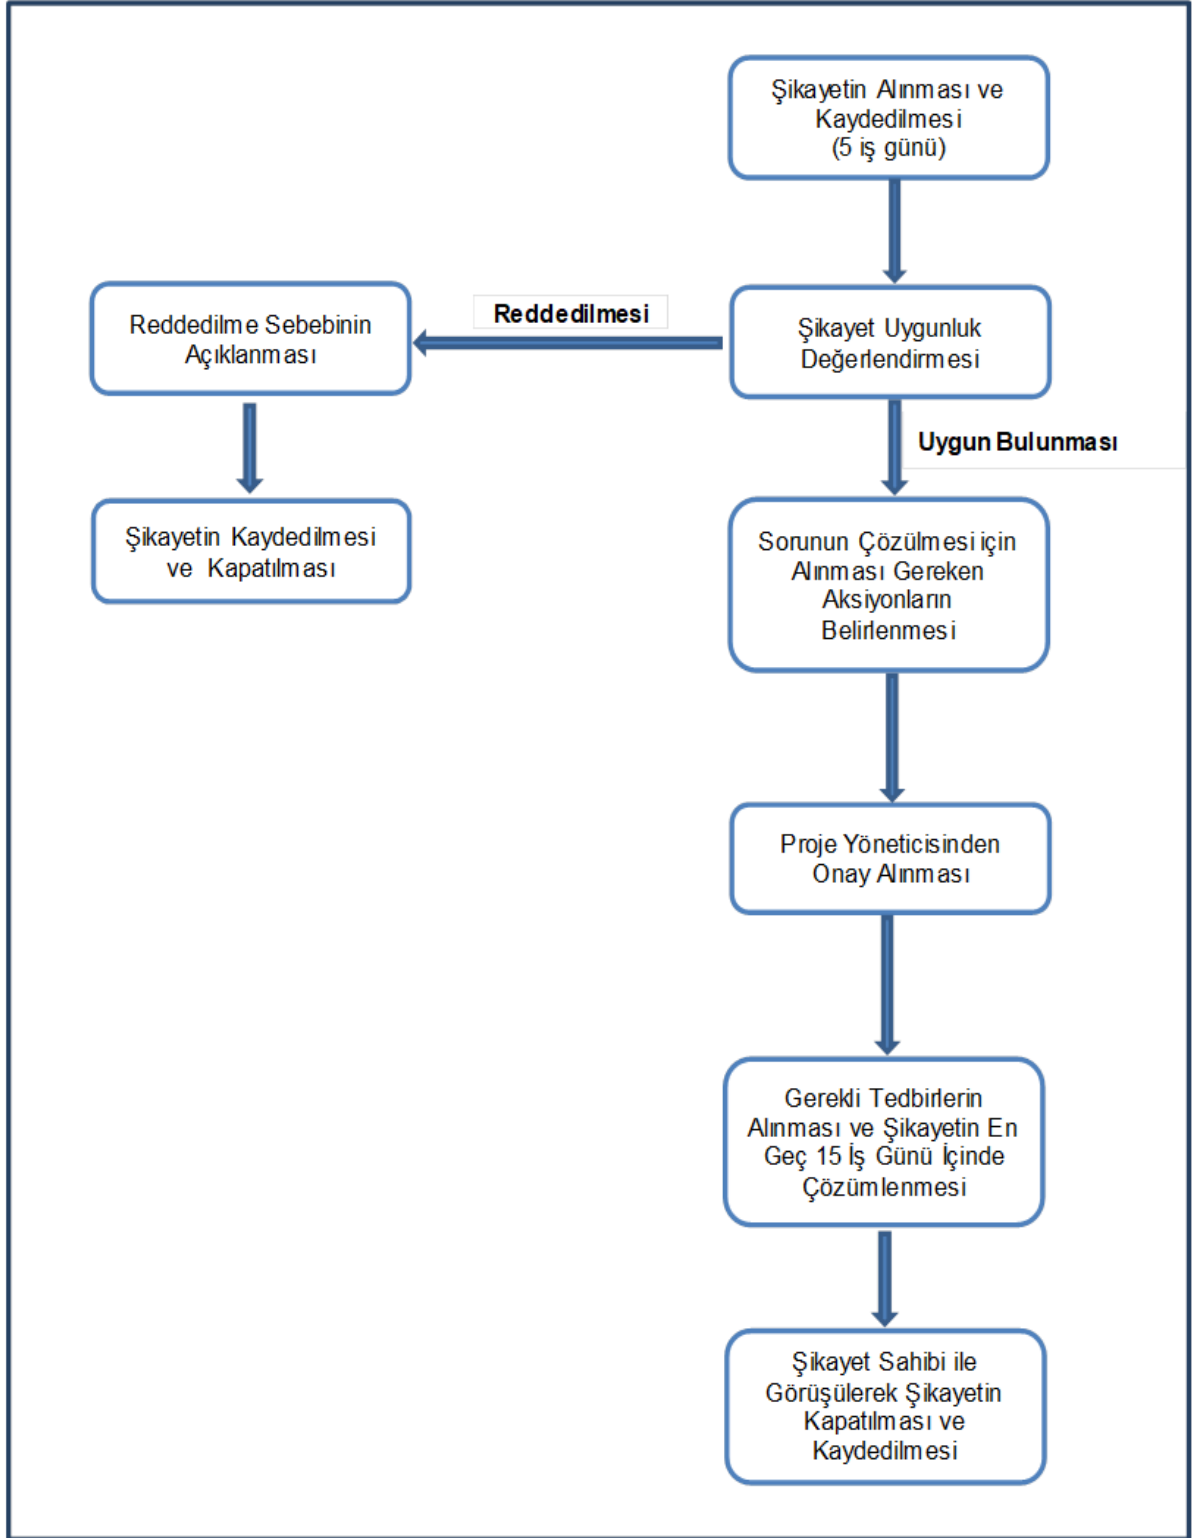 Şikayetin Alınması ve
Kaydedilmesi
(5 iş günü)
Reddedilme Sebebinin
Açıklanması
Reddedilmesi
Şikayet Uygunluk
Değerlendirmesi
Uygun Bulunması
Şikayetin Kaydedilmesi
ve Kapatılması
Sorunun Çözülmesi için
Alınması Gereken
Aksiyonların
Belirlenmesi
Proje Yöneticisinden
Onay Alınması
Gerekli Tedbirlerin
Alınması ve Şikayetin En
Geç 15 İş Günü İçinde
Çözümlenmesi
Şikayet Sahibi ile
Görüşülerek Şikayetin
Kapatılması ve
Kaydedilmesi